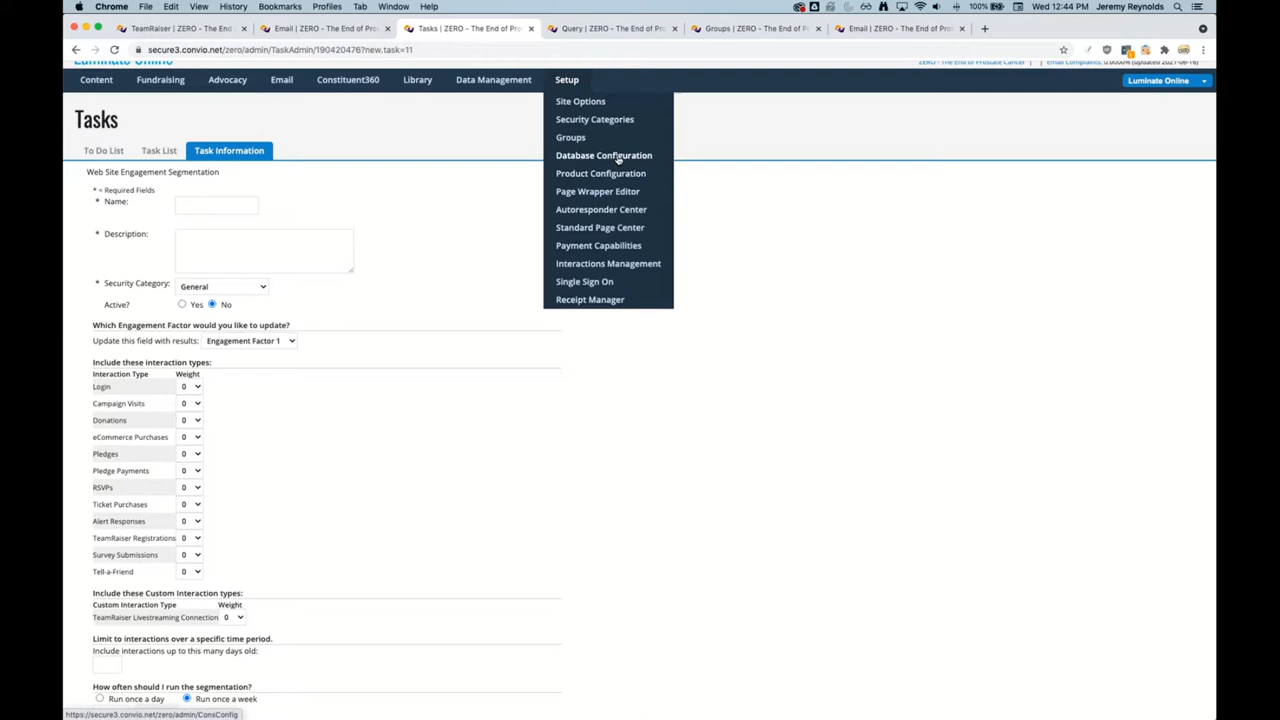 Chrome File Edit View History Bookmarks Profiles Tab Window Help 100% Wed 12:44 PM Jeremy Reynolds
TeamRaiser | ZERO - The End × Email | ZERO - The End of Pro × Tasks | ZERO - The End of Pro × Query | ZERO - The End of Pro × Groups | ZERO - The End of Pro × Email | ZERO - The End of Pro × +
secure3.convio.net/zero/admin/TaskAdmin/190420476?new.task=11
Luminate Online ZERO - The End of Prostate Cancer | Email Complaints: 0.0000% (updated 2021-06-16)
Content Fundraising Advocacy Email Constituent360 Library Data Management Setup Luminate Online
Site Options
Security Categories
Groups
Database Configuration
Product Configuration
Page Wrapper Editor
Autoresponder Center
Standard Page Center
Payment Capabilities
Interactions Management
Single Sign On
Receipt Manager
Tasks
To Do List Task List Task Information
Web Site Engagement Segmentation
* = Required Fields
* Name:
* Description:
* Security Category: General
Active? Yes No
Which Engagement Factor would you like to update?
Update this field with results: Engagement Factor 1
Include these interaction types:
Interaction Type Weight
Login 0
Campaign Visits 0
Donations 0
eCommerce Purchases 0
Pledges 0
Pledge Payments 0
RSVPs 0
Ticket Purchases 0
Alert Responses 0
TeamRaiser Registrations 0
Survey Submissions 0
Tell-a-Friend 0
Include these Custom Interaction types:
Custom Interaction Type Weight
TeamRaiser Livestreaming Connection 0
Limit to interactions over a specific time period.
Include interactions up to this many days old:
How often should I run the segmentation?
Run once a day Run once a week
https://secure3.convio.net/zero/admin/ConsConfig